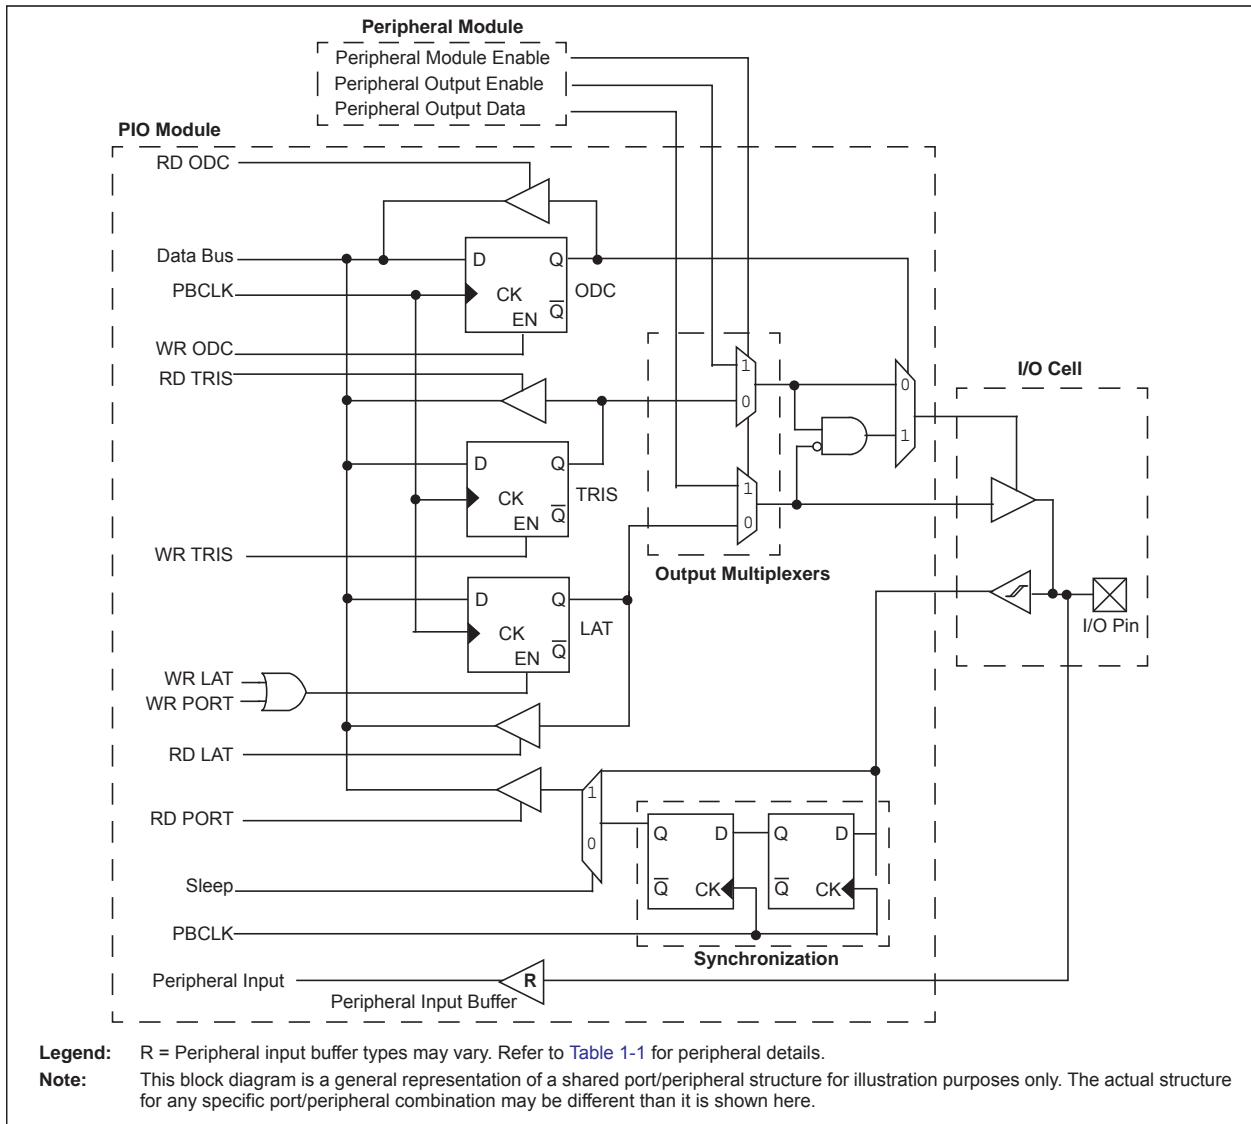 Peripheral Module
Peripheral Module Enable
Peripheral Output Enable
Peripheral Output Data
PIO Module
RD ODC
Data Bus
D
Q
PBCLK
CK
ODC
Q̅
EN
WR ODC
RD TRIS
1
0
I/O Cell
0
1
D
Q
CK
TRIS
Q̅
EN
1
0
WR TRIS
Output Multiplexers
D
Q
CK
LAT
Q̅
EN
I/O Pin
WR LAT
WR PORT
RD LAT
1
0
RD PORT
Q
D
Q
D
Sleep
Q̅
CK
Q̅
CK
PBCLK
Synchronization
Peripheral Input
R
Peripheral Input Buffer
Legend: R = Peripheral input buffer types may vary. Refer to Table 1-1 for peripheral details.
Note: This block diagram is a general representation of a shared port/peripheral structure for illustration purposes only. The actual structure
for any specific port/peripheral combination may be different than it is shown here.